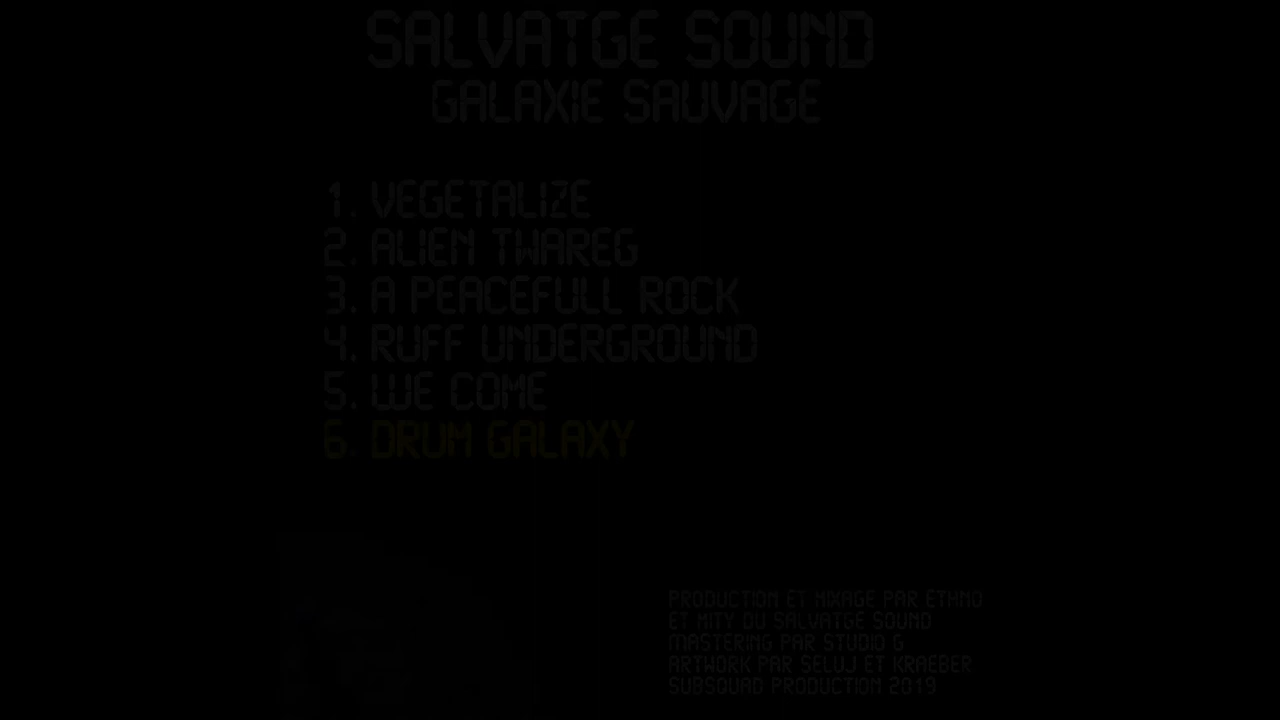 SALVATGE SOUND
GALAXIE SAUVAGE
1. VEGETALIZE
2. ALIEN TWAREG
3. A PEACEFULL ROCK
4. RUFF UNDERGROUND
5. WE COME
6. DRUM GALAXY
PRODUCTION ET MIXAGE PAR ETHNO
ET MITY DU SALVATGE SOUND
MASTERING PAR STUDIO G
ARTWORK PAR SELUJ ET KRAEBER
SUBSQUAD PRODUCTION 2019